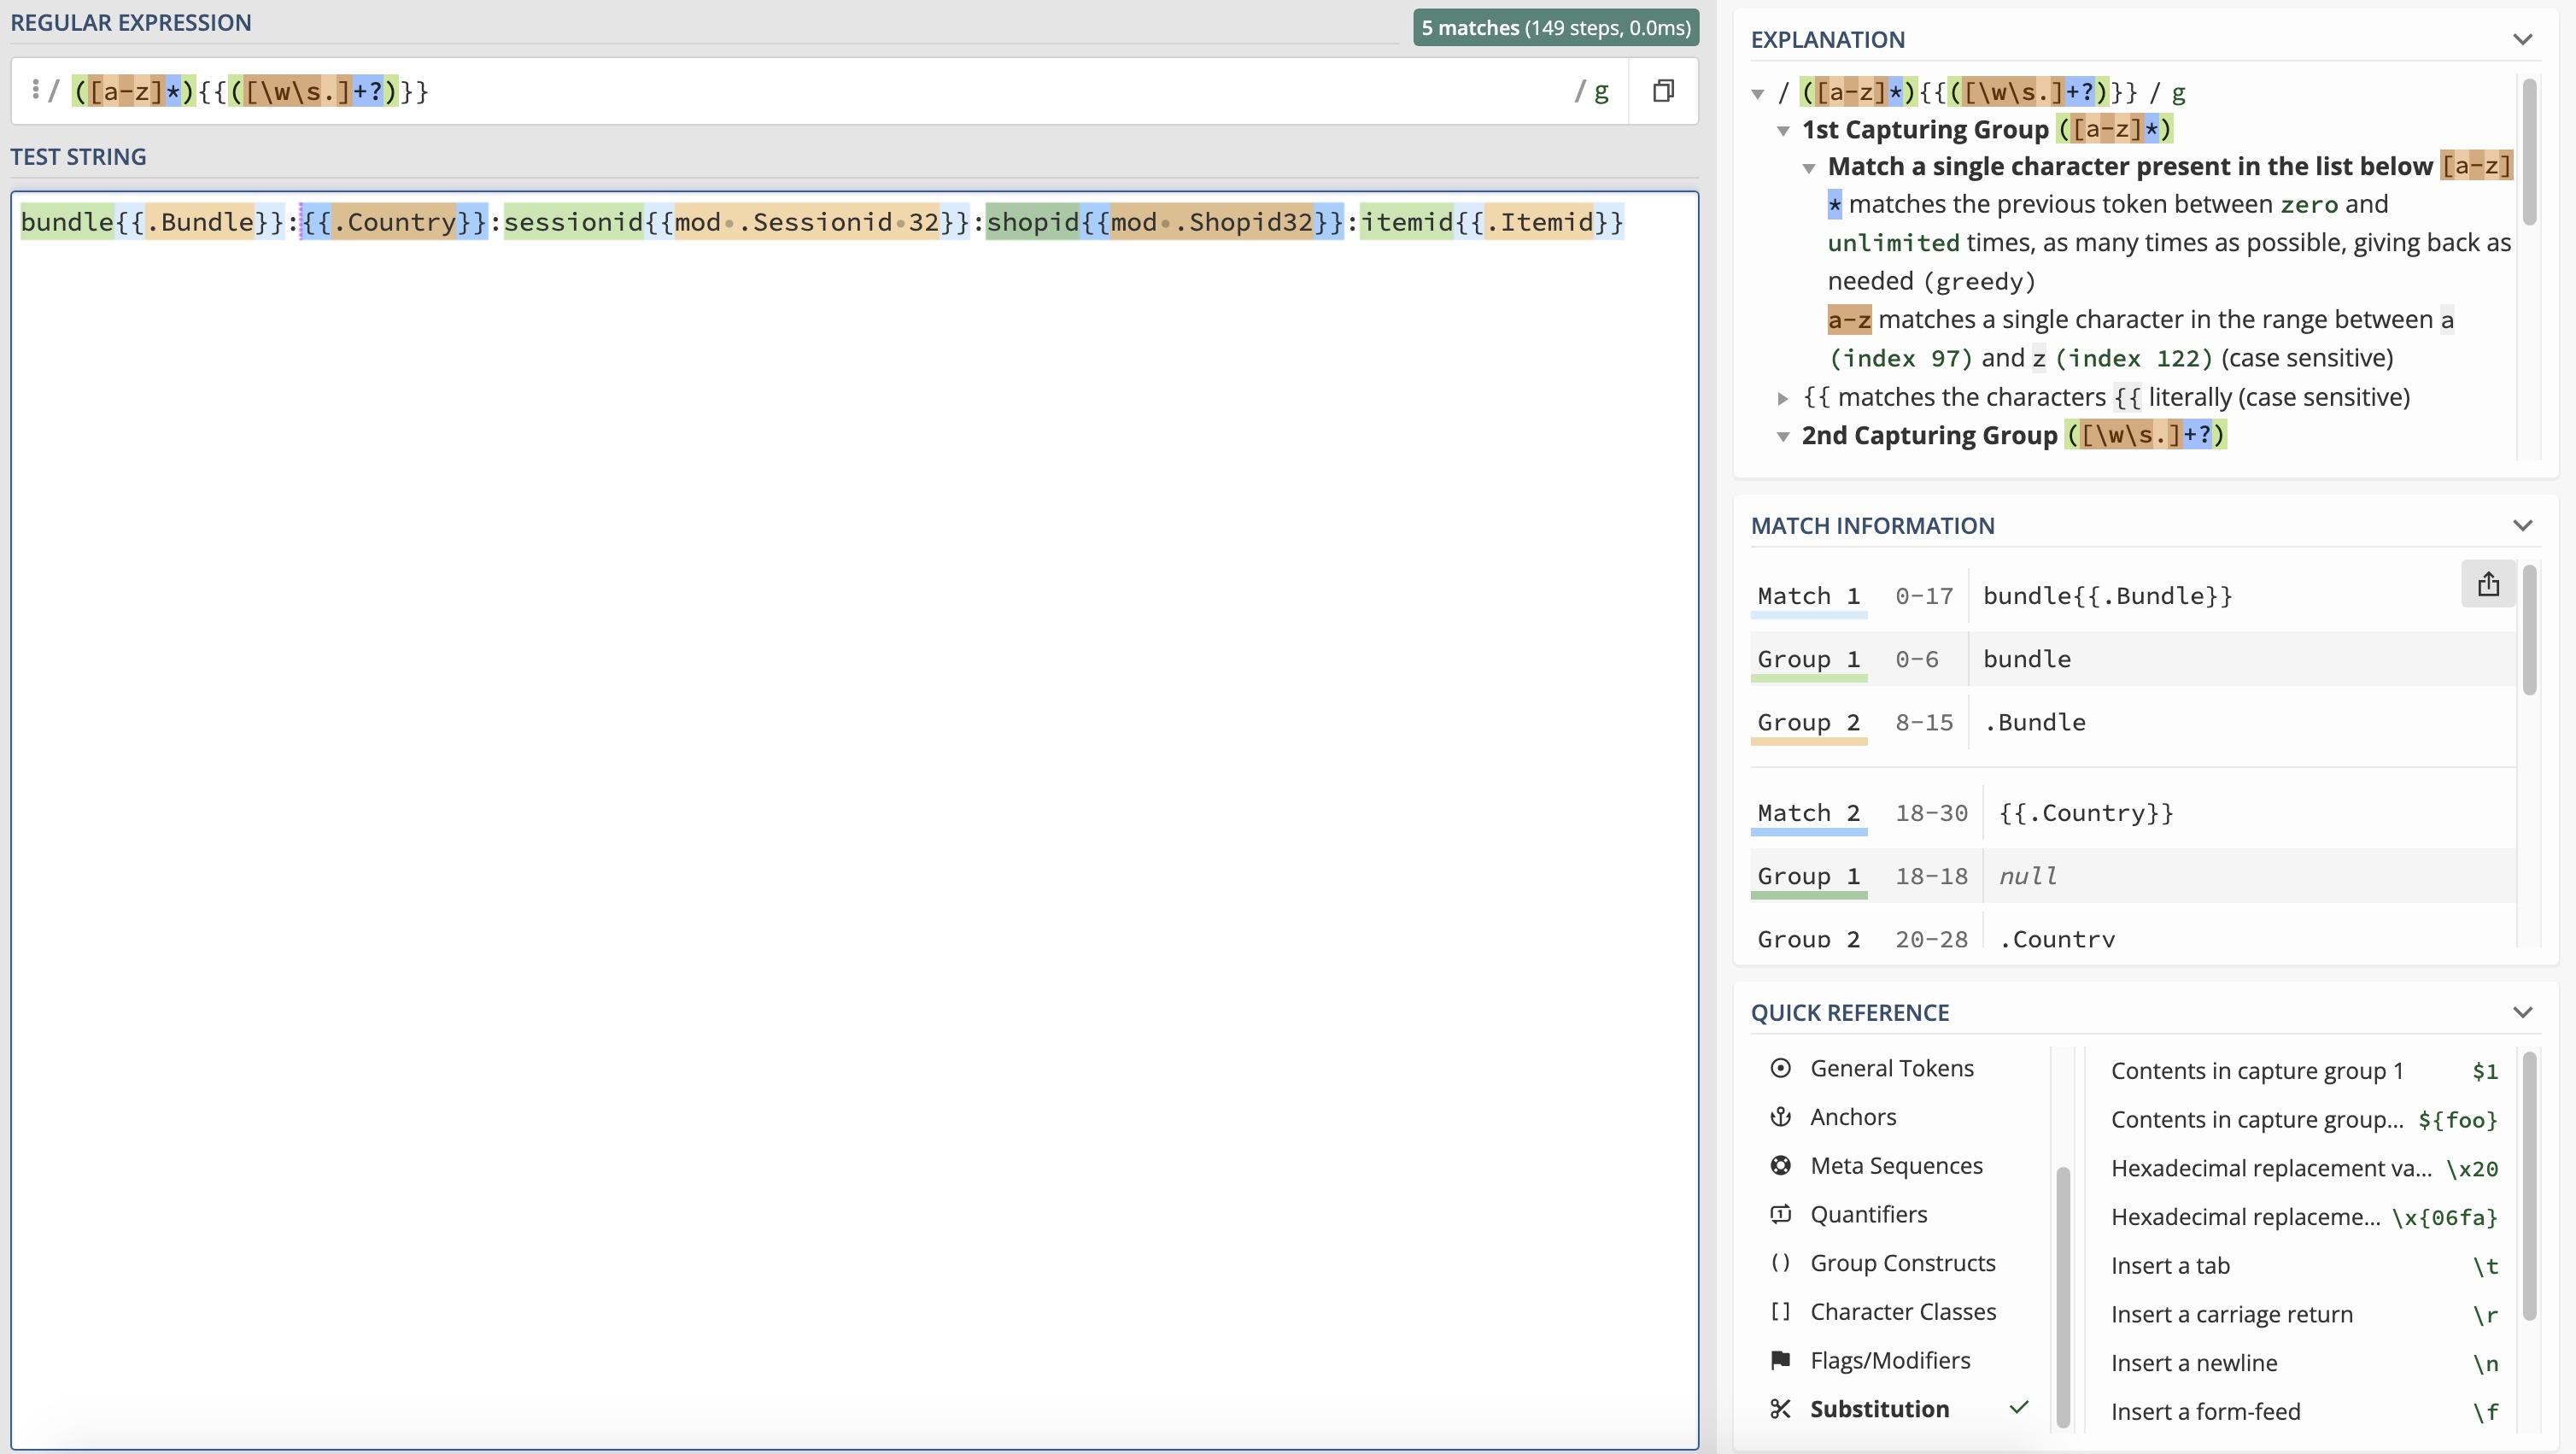 REGULAR EXPRESSION
5 matches (149 steps, 0.0ms)
/ ([a-z]*){{([\w\s.]+?)}} / g
TEST STRING
bundle{{.Bundle}}:{{.Country}}:sessionid{{mod·.Sessionid·32}}:shopid{{mod·.Shopid32}}:itemid{{.Itemid}}
EXPLANATION
/ ([a-z]*){{([\w\s.]+?)}} / g
1st Capturing Group ([a-z]*)
Match a single character present in the list below [a-z]
* matches the previous token between zero and
unlimited times, as many times as possible, giving back as
needed (greedy)
a-z matches a single character in the range between a
(index 97) and z (index 122) (case sensitive)
{{ matches the characters {{ literally (case sensitive)
2nd Capturing Group ([\w\s.]+?)
MATCH INFORMATION
Match 1 0-17 bundle{{.Bundle}}
Group 1 0-6 bundle
Group 2 8-15 .Bundle
Match 2 18-30 {{.Country}}
Group 1 18-18 null
Group 2 20-28 .Country
QUICK REFERENCE
General Tokens
Anchors
Meta Sequences
Quantifiers
Group Constructs
Character Classes
Flags/Modifiers
Substitution
Contents in capture group 1 $1
Contents in capture group... ${foo}
Hexadecimal replacement va... \x20
Hexadecimal replaceme... \x{06fa}
Insert a tab \t
Insert a carriage return \r
Insert a newline \n
Insert a form-feed \f